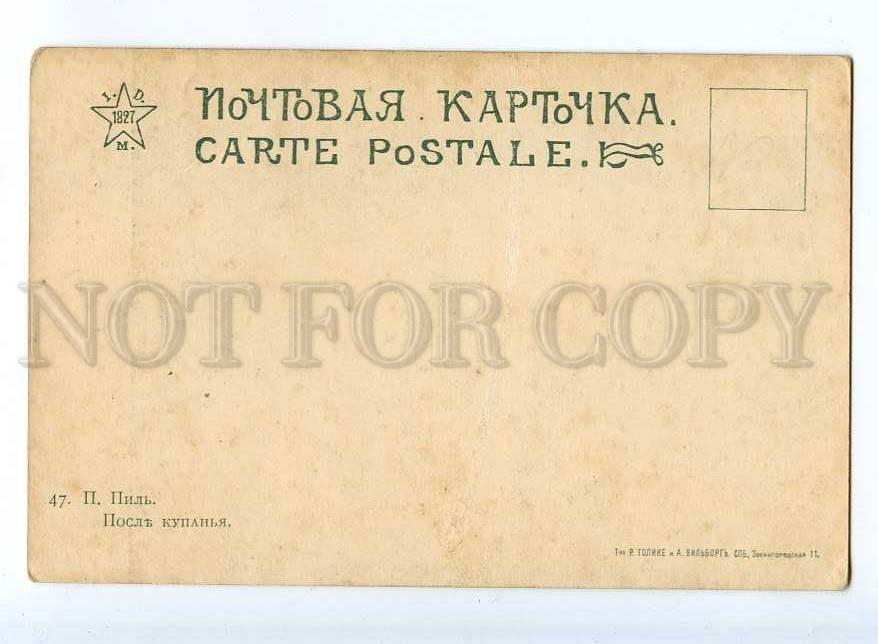 I. D.
1827
M.
ПОЧТОВАЯ . КАРТОЧКА.
CARTE POSTALE.
NOT FOR COPY
47. П. Пиль.
Послѣ купанья.
Тип. Р. ГОЛИКЕ и А. ВИЛЬБОРГЪ. СПБ., Звенигородская 11.